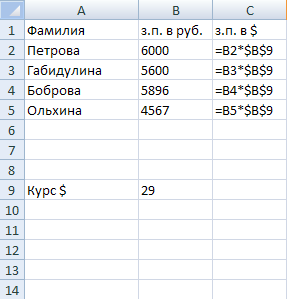 A B C
1 Фамилия з.п. в руб. з.п. в $
2 Петрова 6000 =B2*$B$9
3 Габидулина 5600 =B3*$B$9
4 Боброва 5896 =B4*$B$9
5 Ольхина 4567 =B5*$B$9
6
7
8
9 Курс $ 29
10
11
12
13
14